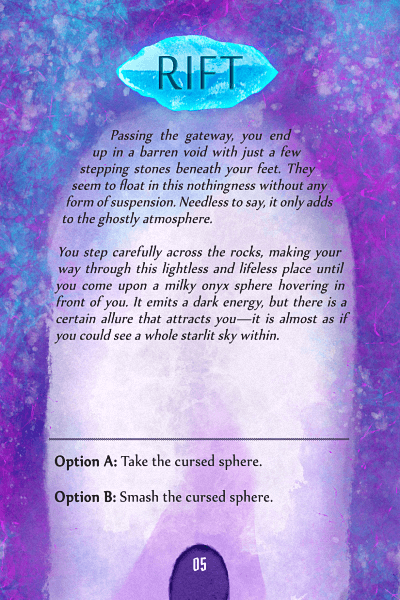 RIFT
Passing the gateway, you end
up in a barren void with just a few
stepping stones beneath your feet. They
seem to float in this nothingness without any
form of suspension. Needless to say, it only adds
to the ghostly atmosphere.
You step carefully across the rocks, making your
way through this lightless and lifeless place until
you come upon a milky onyx sphere hovering in
front of you. It emits a dark energy, but there is a
certain allure that attracts you—it is almost as if
you could see a whole starlit sky within.
Option A: Take the cursed sphere.
Option B: Smash the cursed sphere.
05